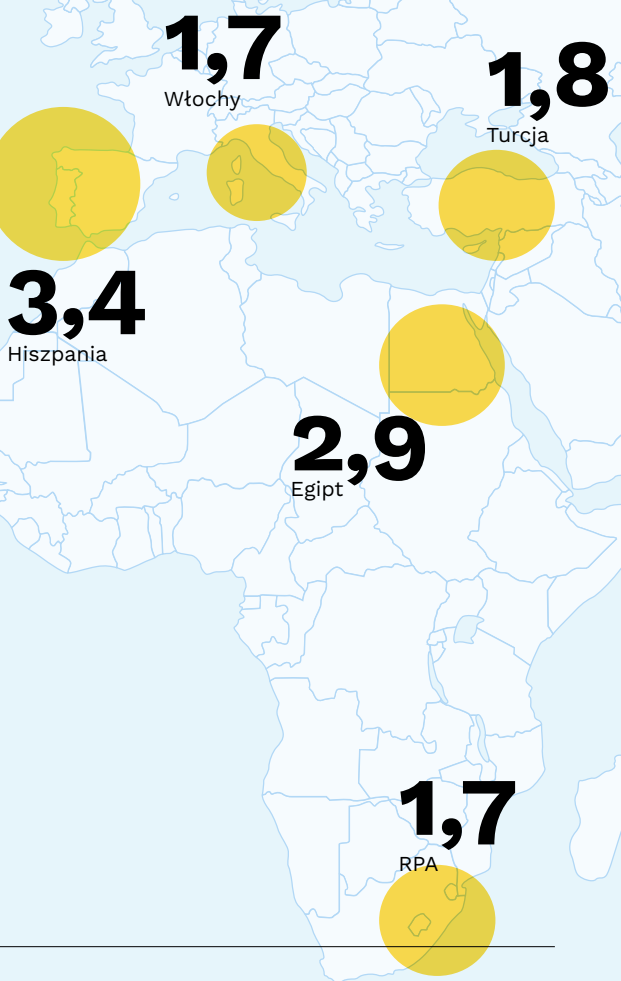 1,7
Włochy
1,8
Turcja
3,4
Hiszpania
2,9
Egipt
1,7
RPA